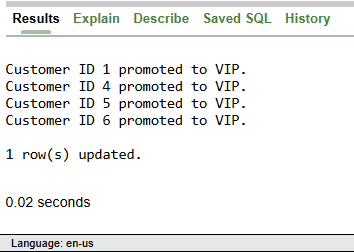 Results Explain Describe Saved SQL History
Customer ID 1 promoted to VIP.
Customer ID 4 promoted to VIP.
Customer ID 5 promoted to VIP.
Customer ID 6 promoted to VIP.
1 row(s) updated.
0.02 seconds
Language: en-us